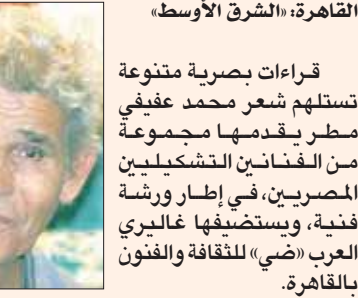 القاهرة: «الشرق الأوسط»
قراءات بصرية متنوعة
تستلهم شعر محمد عفيفي
مطر يقدمها مجموعة
من الفنانين التشكيليين
المصريين، في إطار ورشة
فنية، ويستضيفها غاليري
العرب «ضي» للثقافة والفنون
بالقاهرة.